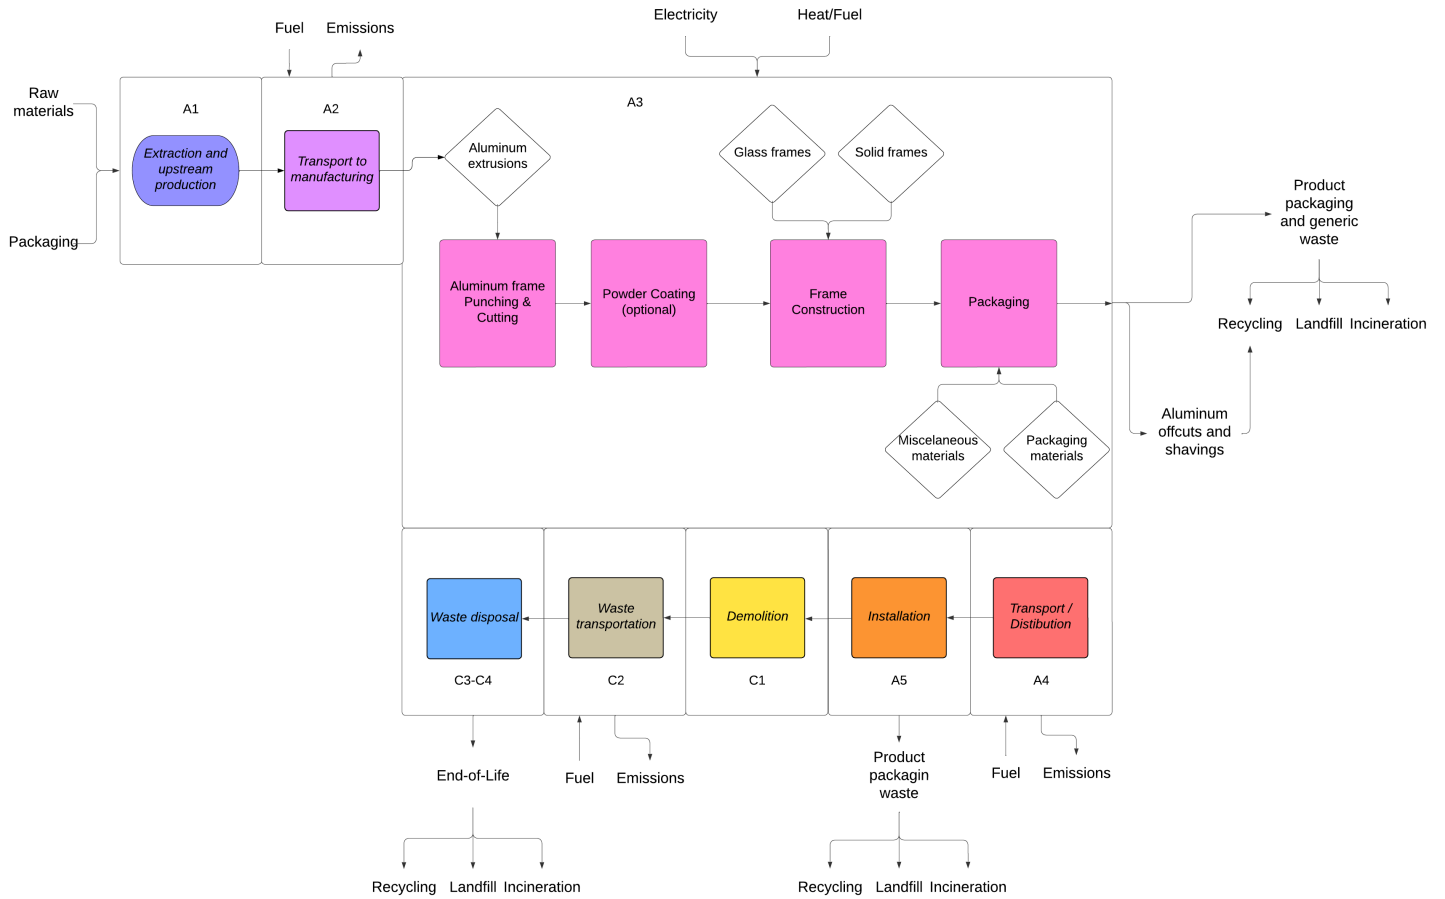 Electricity
Heat/Fuel
Fuel
Emissions
Raw
materials
Packaging
A1
Extraction and
upstream
production
A2
Transport to
manufacturing
A3
Aluminum
extrusions
Glass frames
Solid frames
Aluminum frame
Punching &
Cutting
Powder Coating
(optional)
Frame
Construction
Packaging
Miscelaneous
materials
Packaging
materials
Product
packaging
and generic
waste
Recycling
Landfill
Incineration
Aluminum
offcuts and
shavings
Waste disposal
C3-C4
Waste
transportation
C2
Demolition
C1
Installation
A5
Transport /
Distibution
A4
End-of-Life
Fuel
Emissions
Product
packagin
waste
Fuel
Emissions
Recycling
Landfill
Incineration
Recycling
Landfill
Incineration